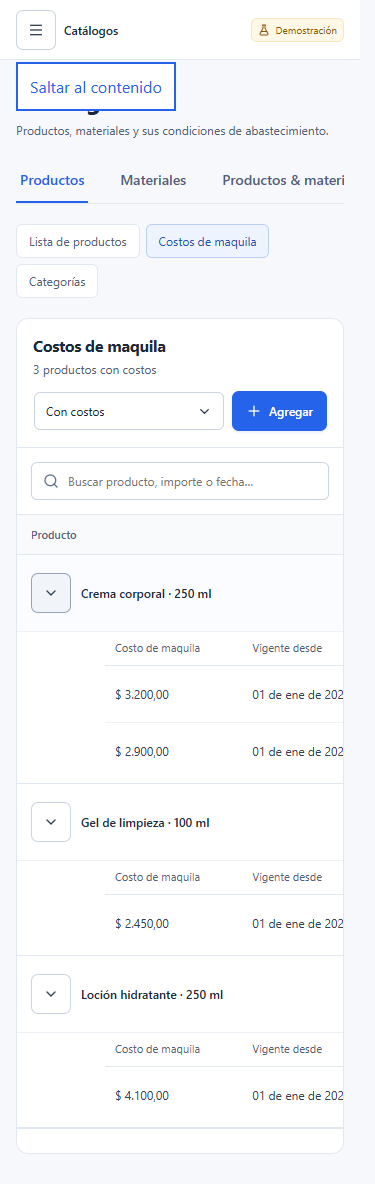 Catálogos
Demostración
Saltar al contenido
Productos, materiales y sus condiciones de abastecimiento.
Productos Materiales Productos & materi
Lista de productos Costos de maquila
Categorías
Costos de maquila
3 productos con costos
Con costos
Agregar
Buscar producto, importe o fecha...
Producto
Crema corporal · 250 ml
Costo de maquila Vigente desde
$ 3.200,00 01 de ene de 202
$ 2.900,00 01 de ene de 202
Gel de limpieza · 100 ml
Costo de maquila Vigente desde
$ 2.450,00 01 de ene de 202
Loción hidratante · 250 ml
Costo de maquila Vigente desde
$ 4.100,00 01 de ene de 202